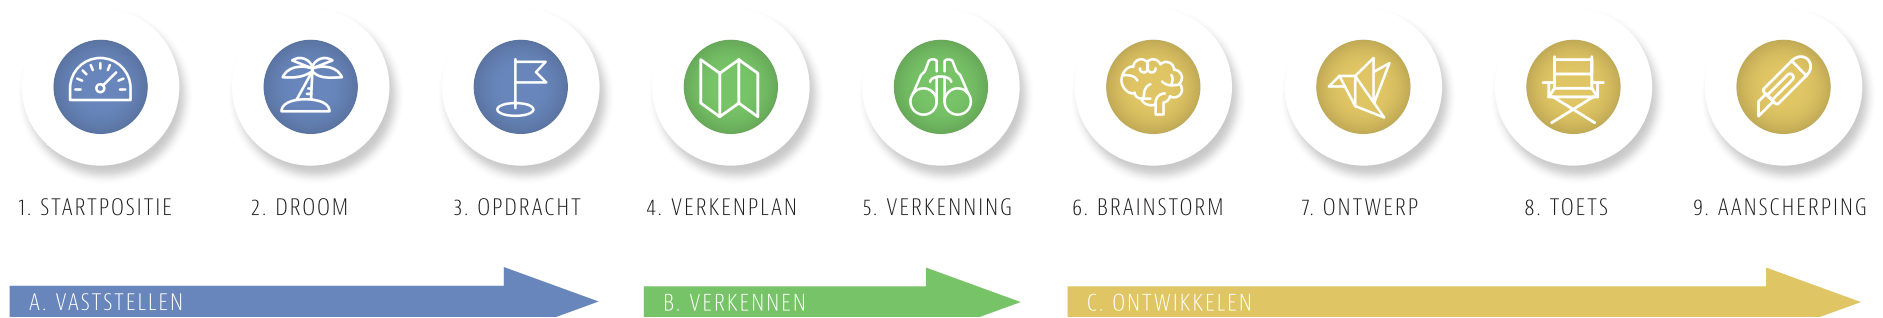 1. STARTPOSITIE
2. DROOM
3. OPDRACHT
4. VERKENPLAN
5. VERKENNING
6. BRAINSTORM
7. ONTWERP
8. TOETS
9. AANSCHERPING
A. VASTSTELLEN
B. VERKENNEN
C. ONTWIKKELEN